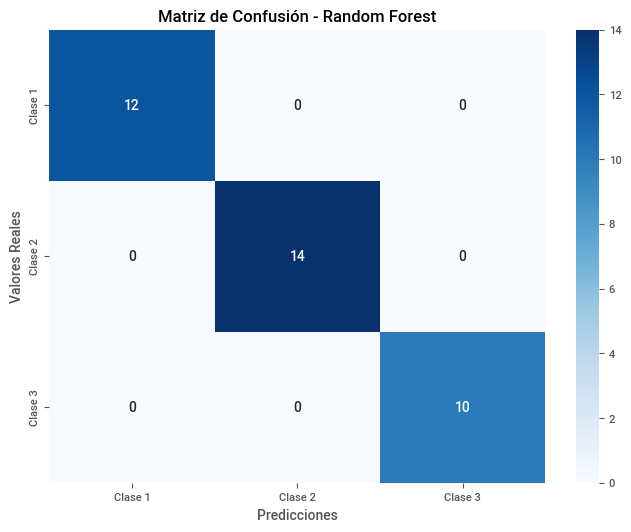 Matriz de Confusión - Random Forest
Valores Reales
Clase 1
12
0
0
Clase 2
0
14
0
Clase 3
0
0
10
Clase 1
Clase 2
Clase 3
Predicciones
14
12
10
8
6
4
2
0